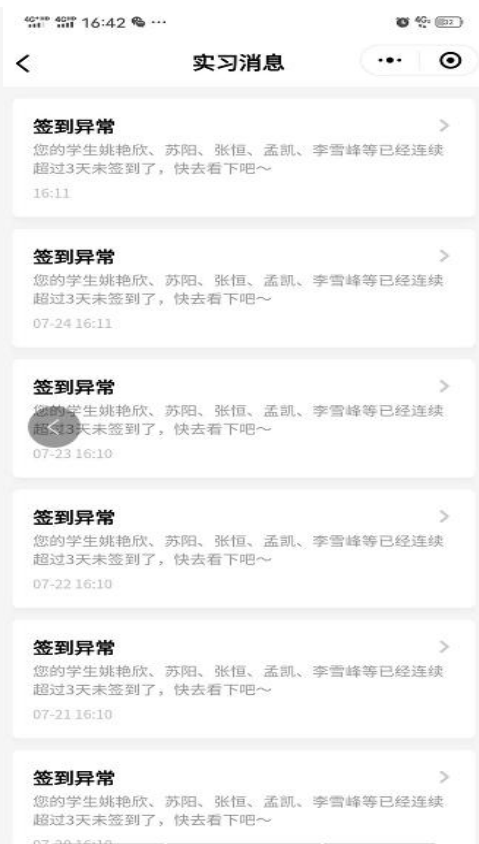 16:42
实习消息
签到异常
您的学生姚艳欣、苏阳、张恒、孟凯、李雪峰等已经连续
超过3天未签到了，快去看下吧～
16:11
签到异常
您的学生姚艳欣、苏阳、张恒、孟凯、李雪峰等已经连续
超过3天未签到了，快去看下吧～
07-24 16:11
签到异常
您的学生姚艳欣、苏阳、张恒、孟凯、李雪峰等已经连续
超过3天未签到了，快去看下吧～
07-23 16:10
签到异常
您的学生姚艳欣、苏阳、张恒、孟凯、李雪峰等已经连续
超过3天未签到了，快去看下吧～
07-22 16:10
签到异常
您的学生姚艳欣、苏阳、张恒、孟凯、李雪峰等已经连续
超过3天未签到了，快去看下吧～
07-21 16:10
签到异常
您的学生姚艳欣、苏阳、张恒、孟凯、李雪峰等已经连续
超过3天未签到了，快去看下吧～
07-20 16:10